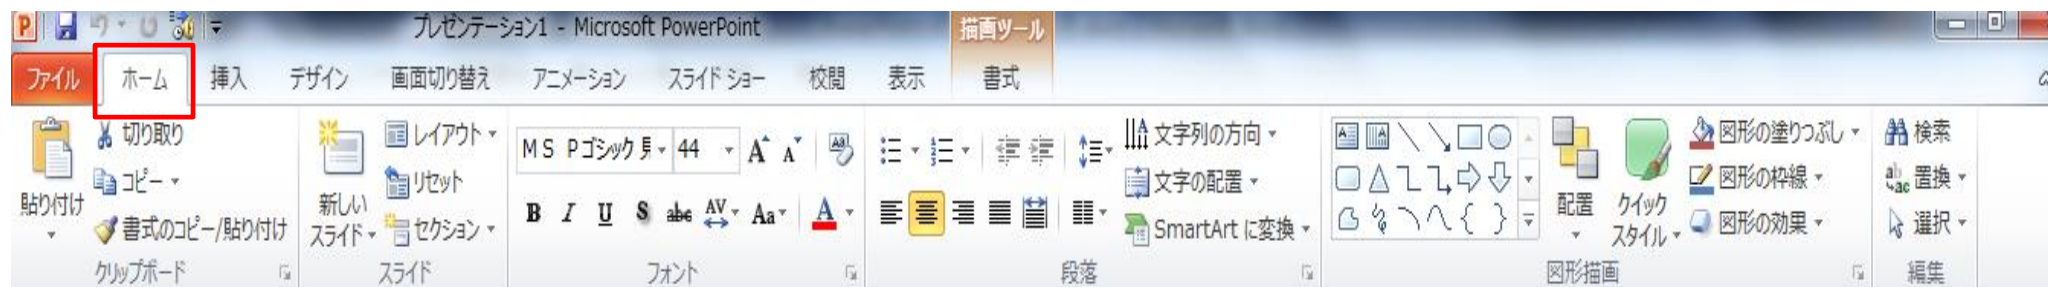 プレゼンテーション1 - Microsoft PowerPoint 描画ツール
ファイル ホーム 挿入 デザイン 画面切り替え アニメーション スライド ショー 校閲 表示 書式
切り取り レイアウト MS Pゴシック 見 44 A A 文字列の方向 図形の塗りつぶし 検索
コピー リセット 文字の配置 図形の枠線 置換
貼り付け 書式のコピー/貼り付け 新しい スライド セクション B I U S abc AV Aa A SmartArt に変換 配置 クイック スタイル 図形の効果 選択
クリップボード スライド フォント 段落 図形描画 編集